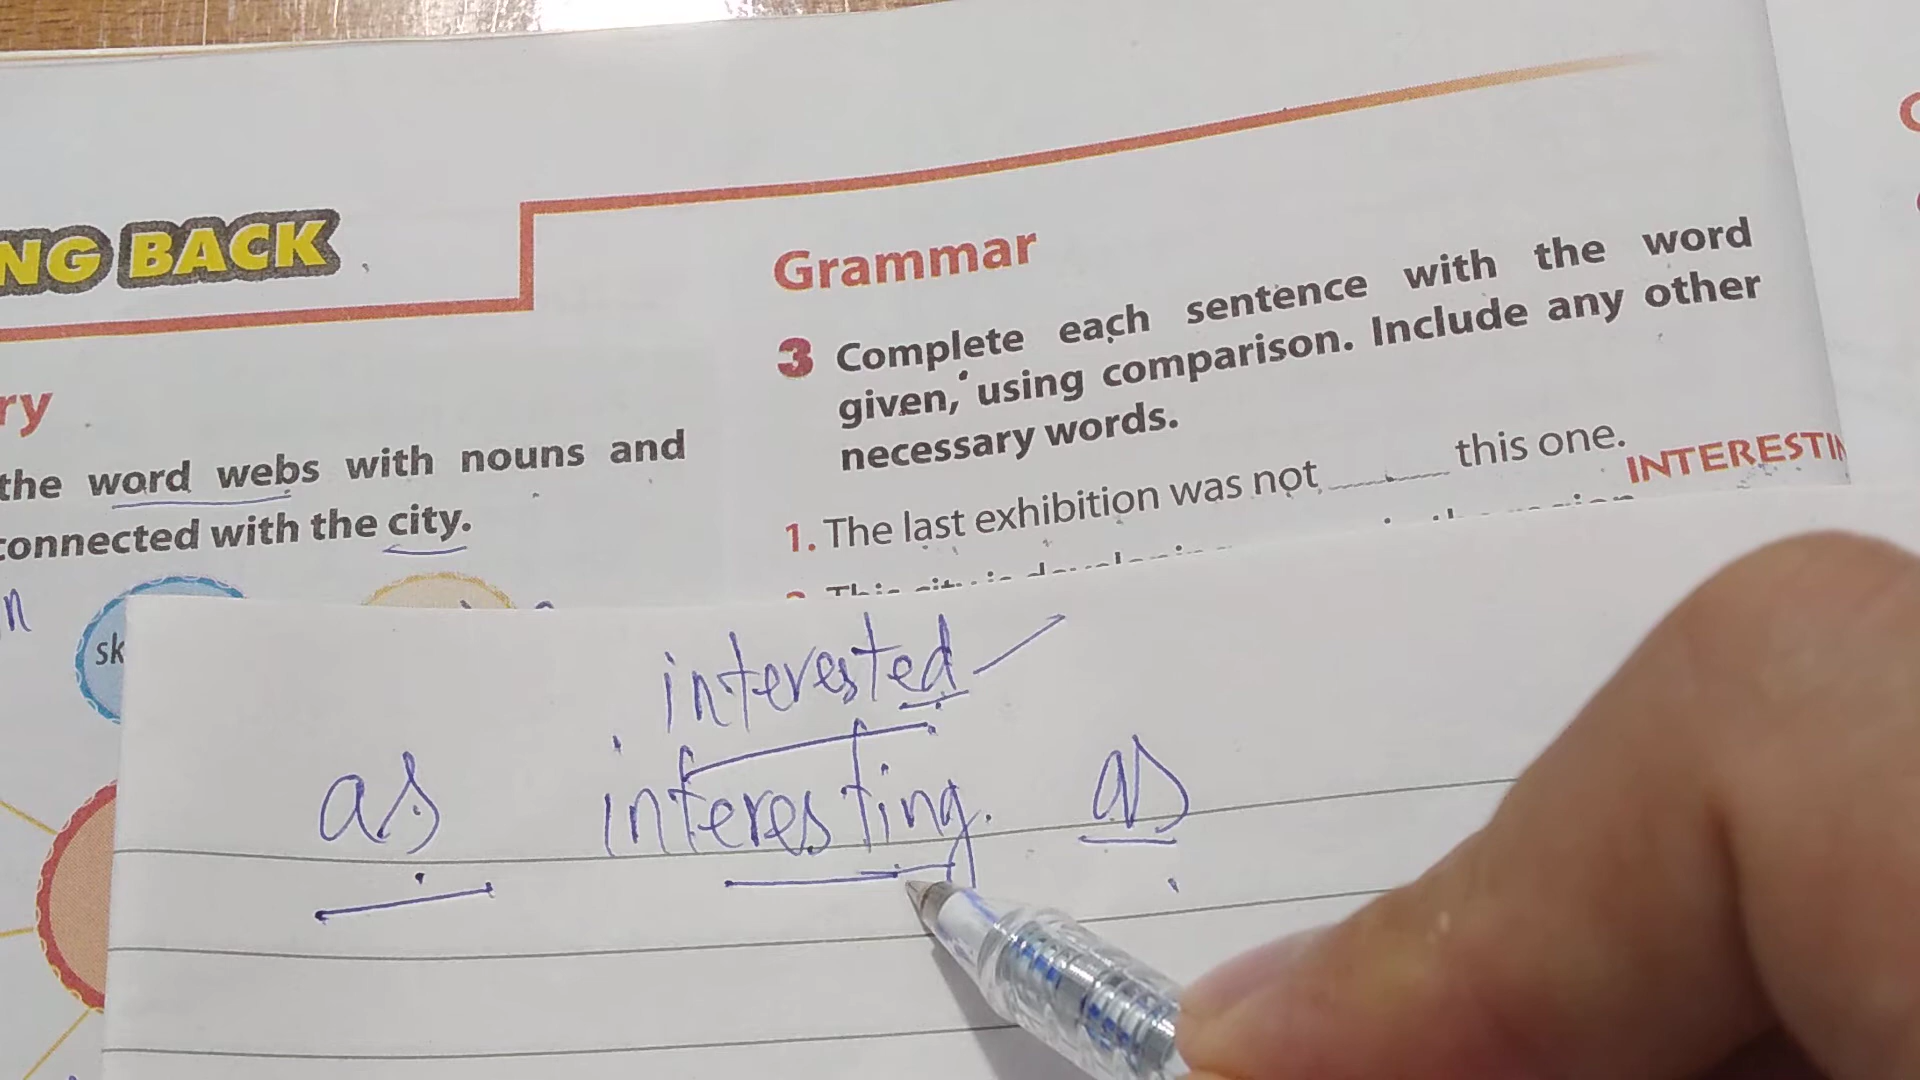 NG BACK
ry
the word webs with nouns and
connected with the city.
sk
Grammar
3 Complete each sentence with the word
given, using comparison. Include any other
necessary words.
1. The last exhibition was not ______ this one. INTERESTIN
interested
as interesting. as